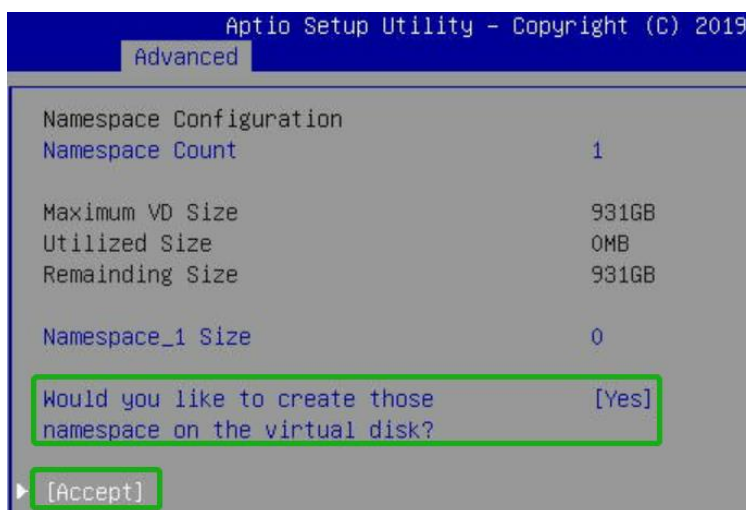 Aptio Setup Utility – Copyright (C) 2019
Advanced
Namespace Configuration
Namespace Count 1
Maximum VD Size 931GB
Utilized Size 0MB
Remainding Size 931GB
Namespace_1 Size 0
Would you like to create those [Yes]
namespace on the virtual disk?
[Accept]